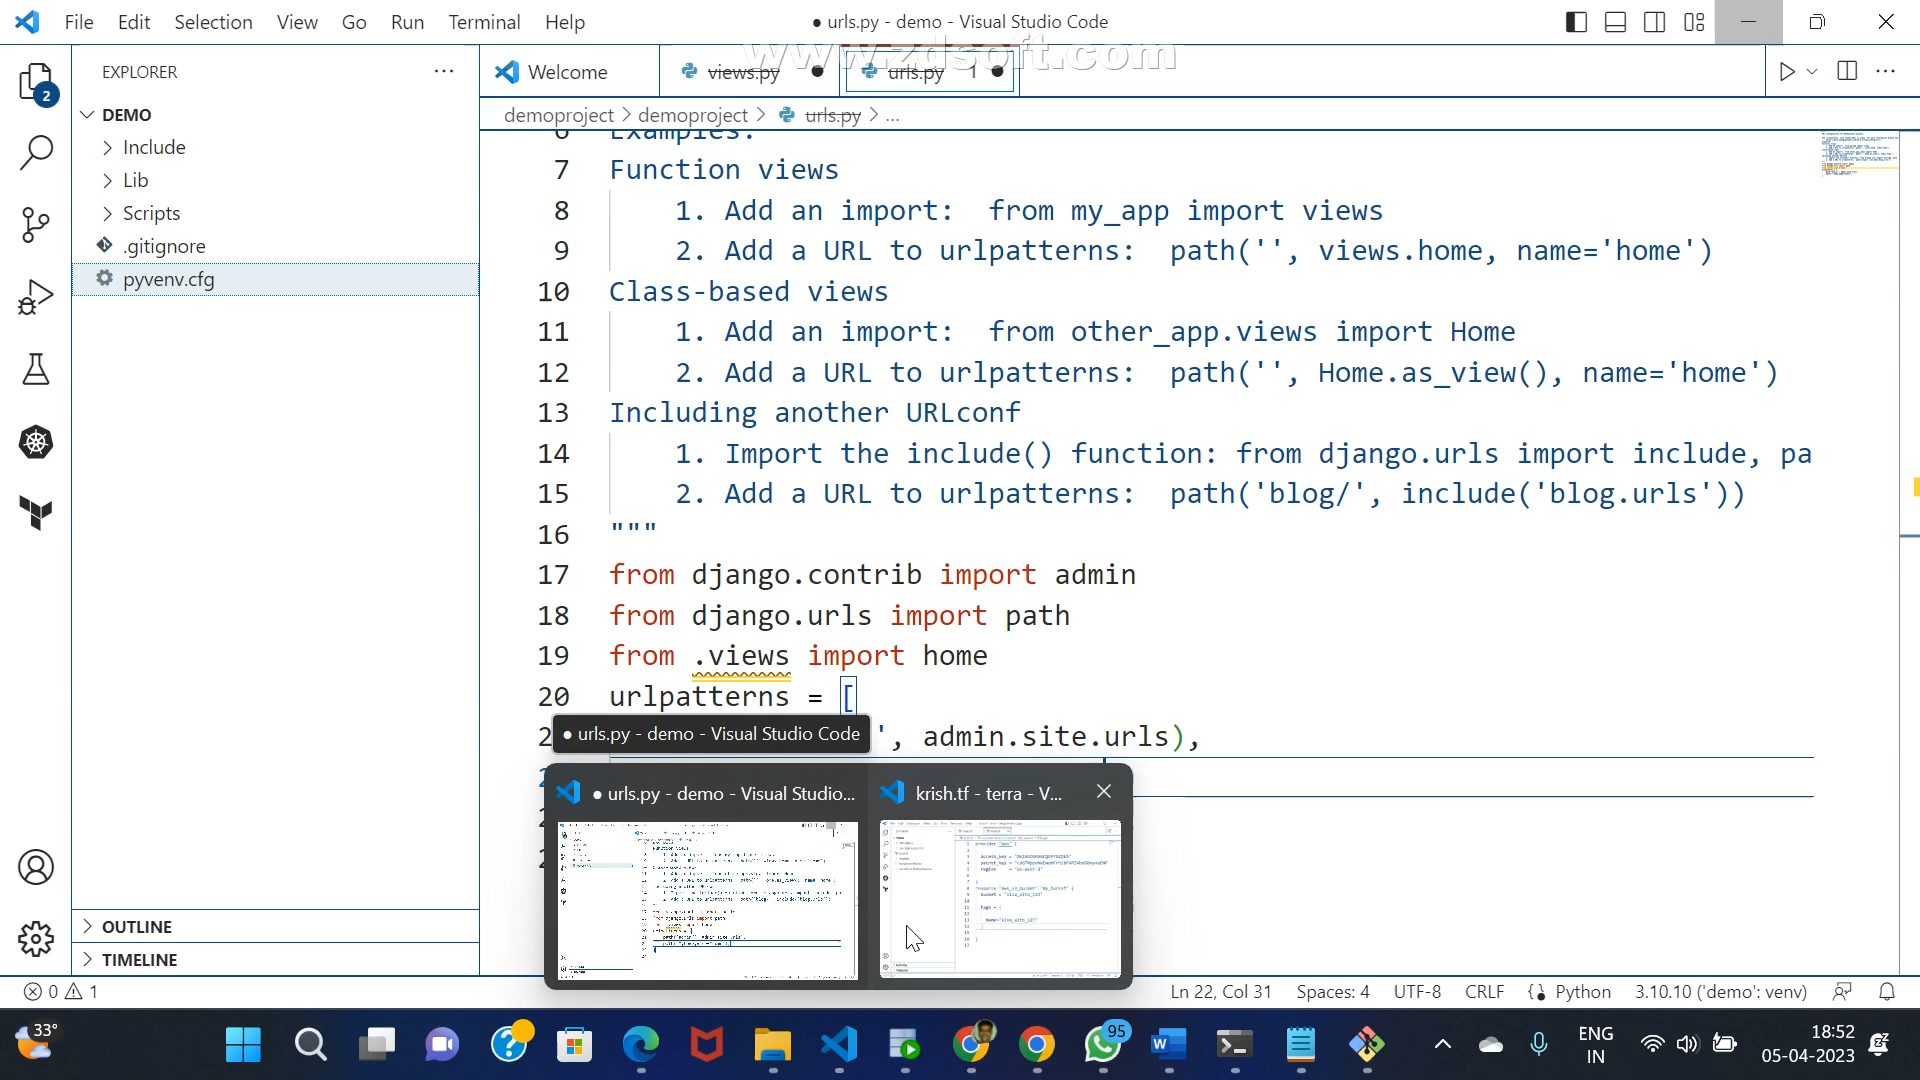 File Edit Selection View Go Run Terminal Help
● urls.py - demo - Visual Studio Code
www.zdsoft.com
EXPLORER
Welcome
views.py
urls.py 1
demoproject > demoproject > urls.py > ...
2
DEMO
Include
Lib
Scripts
.gitignore
pyvenv.cfg
OUTLINE
TIMELINE
6 Examples:
7 Function views
8 1. Add an import: from my_app import views
9 2. Add a URL to urlpatterns: path('', views.home, name='home')
10 Class-based views
11 1. Add an import: from other_app.views import Home
12 2. Add a URL to urlpatterns: path('', Home.as_view(), name='home')
13 Including another URLconf
14 1. Import the include() function: from django.urls import include, pa
15 2. Add a URL to urlpatterns: path('blog/', include('blog.urls'))
16 """
17 from django.contrib import admin
18 from django.urls import path
19 from .views import home
20 urlpatterns = [
2 ', admin.site.urls),
● urls.py - demo - Visual Studio Code
● urls.py - demo - Visual Studio...
krish.tf - terra - V...
0 1
Ln 22, Col 31 Spaces: 4 UTF-8 CRLF Python 3.10.10 ('demo': venv)
33°
95
ENG
IN
18:52
05-04-2023